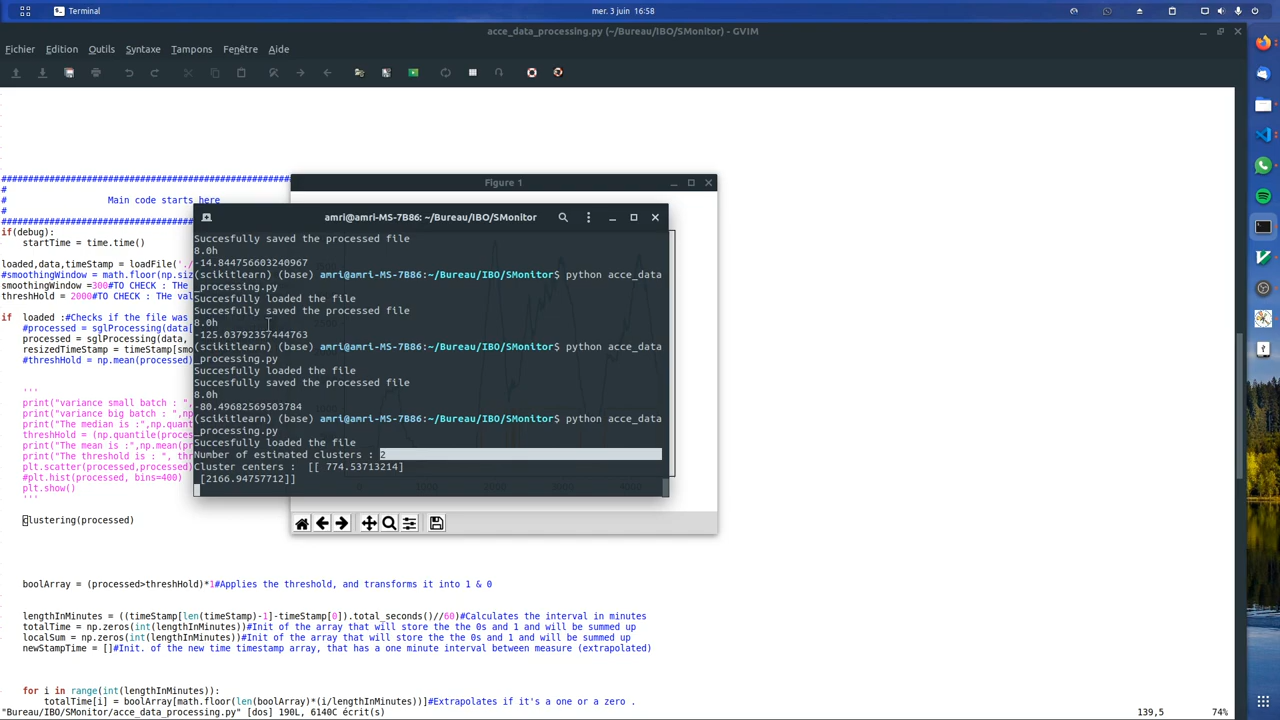 Terminal
mer. 3 juin  16:58
acce_data_processing.py (~/Bureau/IBO/SMonitor) - GVIM
Fichier Edition Outils Syntaxe Tampons Fenêtre Aide
#####################################################
#
# Main code starts here
#
#####################################################
if(debug):
startTime = time.time()
loaded,data,timeStamp = loadFile('./
#smoothingWindow = math.floor(np.siz
smoothingWindow =300#TO CHECK : THe
threshHold = 2000#TO CHECK : The val
if loaded :#Checks if the file was
#processed = sglProcessing(data[
processed = sglProcessing(data,
resizedTimeStamp = timeStamp[smo
#threshHold = np.mean(processed)
'''
print("variance small batch : ",np
print("variance big batch : ",np
print("The median is :",np.quant
threshHold = (np.quantile(proces
print("The mean is :",np.mean(pr
print("The threshold is : ", thr
plt.scatter(processed,processed)
#plt.hist(processed, bins=400)
plt.show()
'''
clustering(processed)
boolArray = (processed>threshHold)*1#Applies the threshold, and transforms it into 1 & 0
lengthInMinutes = ((timeStamp[len(timeStamp)-1]-timeStamp[0]).total_seconds()//60)#Calculates the interval in minutes
totalTime = np.zeros(int(lengthInMinutes))#Init of the array that will store the the 0s and 1 and will be summed up
localSum = np.zeros(int(lengthInMinutes))#Init of the array that will store the the 0s and 1 and will be summed up
newStampTime = []#Init. of the new time timestamp array, that has a one minute interval between measure (extrapolated)
for i in range(int(lengthInMinutes)):
totalTime[i] = boolArray[math.floor(len(boolArray)*(i/lengthInMinutes))]#Extrapolates if it's a one or a zero .
"Bureau/IBO/SMonitor/acce_data_processing.py" [dos] 190L, 6140C écrit(s)
139,5
74%
Figure 1
amri@amri-MS-7B86: ~/Bureau/IBO/SMonitor
Succesfully saved the processed file
8.0h
-14.844756603240967
(scikitlearn) (base) amri@amri-MS-7B86:~/Bureau/IBO/SMonitor$ python acce_data
_processing.py
Succesfully loaded the file
Succesfully saved the processed file
8.0h
-125.03792357444763
(scikitlearn) (base) amri@amri-MS-7B86:~/Bureau/IBO/SMonitor$ python acce_data
_processing.py
Succesfully loaded the file
Succesfully saved the processed file
8.0h
-80.49682569503784
(scikitlearn) (base) amri@amri-MS-7B86:~/Bureau/IBO/SMonitor$ python acce_data
_processing.py
Succesfully loaded the file
Number of estimated clusters : 2
Cluster centers :  [[ 774.53713214]
[2166.94757712]]
0 1000 2000 3000 4000